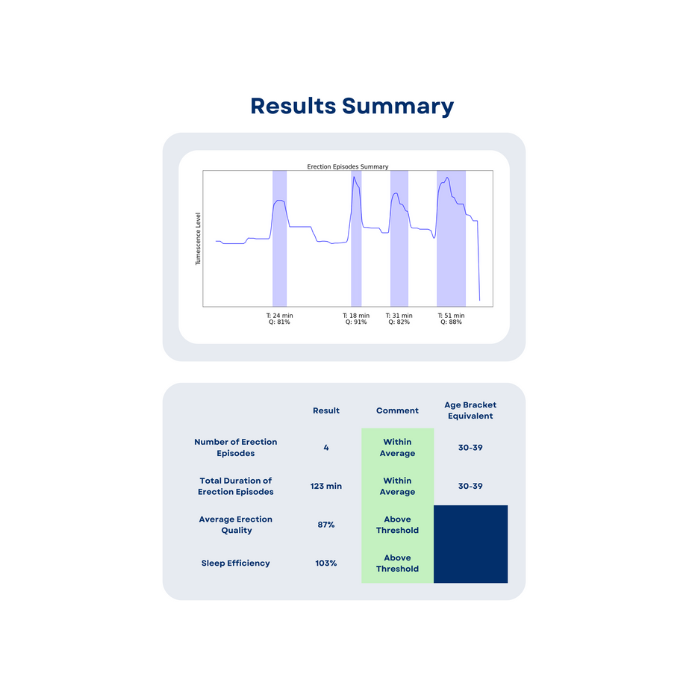 Results Summary
Erection Episodes Summary
Tumescence Level
T: 24 min
Q: 81%
T: 18 min
Q: 91%
T: 31 min
Q: 82%
T: 51 min
Q: 88%
Result
Comment
Age Bracket
Equivalent
Number of Erection
Episodes
4
Within
Average
30-39
Total Duration of
Erection Episodes
123 min
Within
Average
30-39
Average Erection
Quality
87%
Above
Threshold
Sleep Efficiency
103%
Above
Threshold